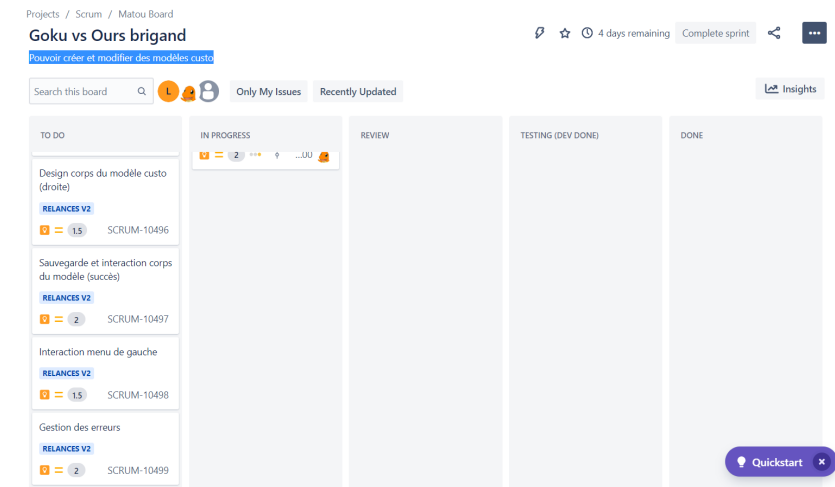 Projects / Scrum / Matou Board
Goku vs Ours brigand
4 days remaining
Complete sprint
Pouvoir créer et modifier des modèles custo
Search this board
L
Only My Issues
Recently Updated
Insights
TO DO
IN PROGRESS
REVIEW
TESTING (DEV DONE)
DONE
2
...00
Design corps du modèle custo
(droite)
RELANCES V2
1.5
SCRUM-10496
Sauvegarde et interaction corps
du modèle (succès)
RELANCES V2
2
SCRUM-10497
Interaction menu de gauche
RELANCES V2
1.5
SCRUM-10498
Gestion des erreurs
RELANCES V2
2
SCRUM-10499
Quickstart